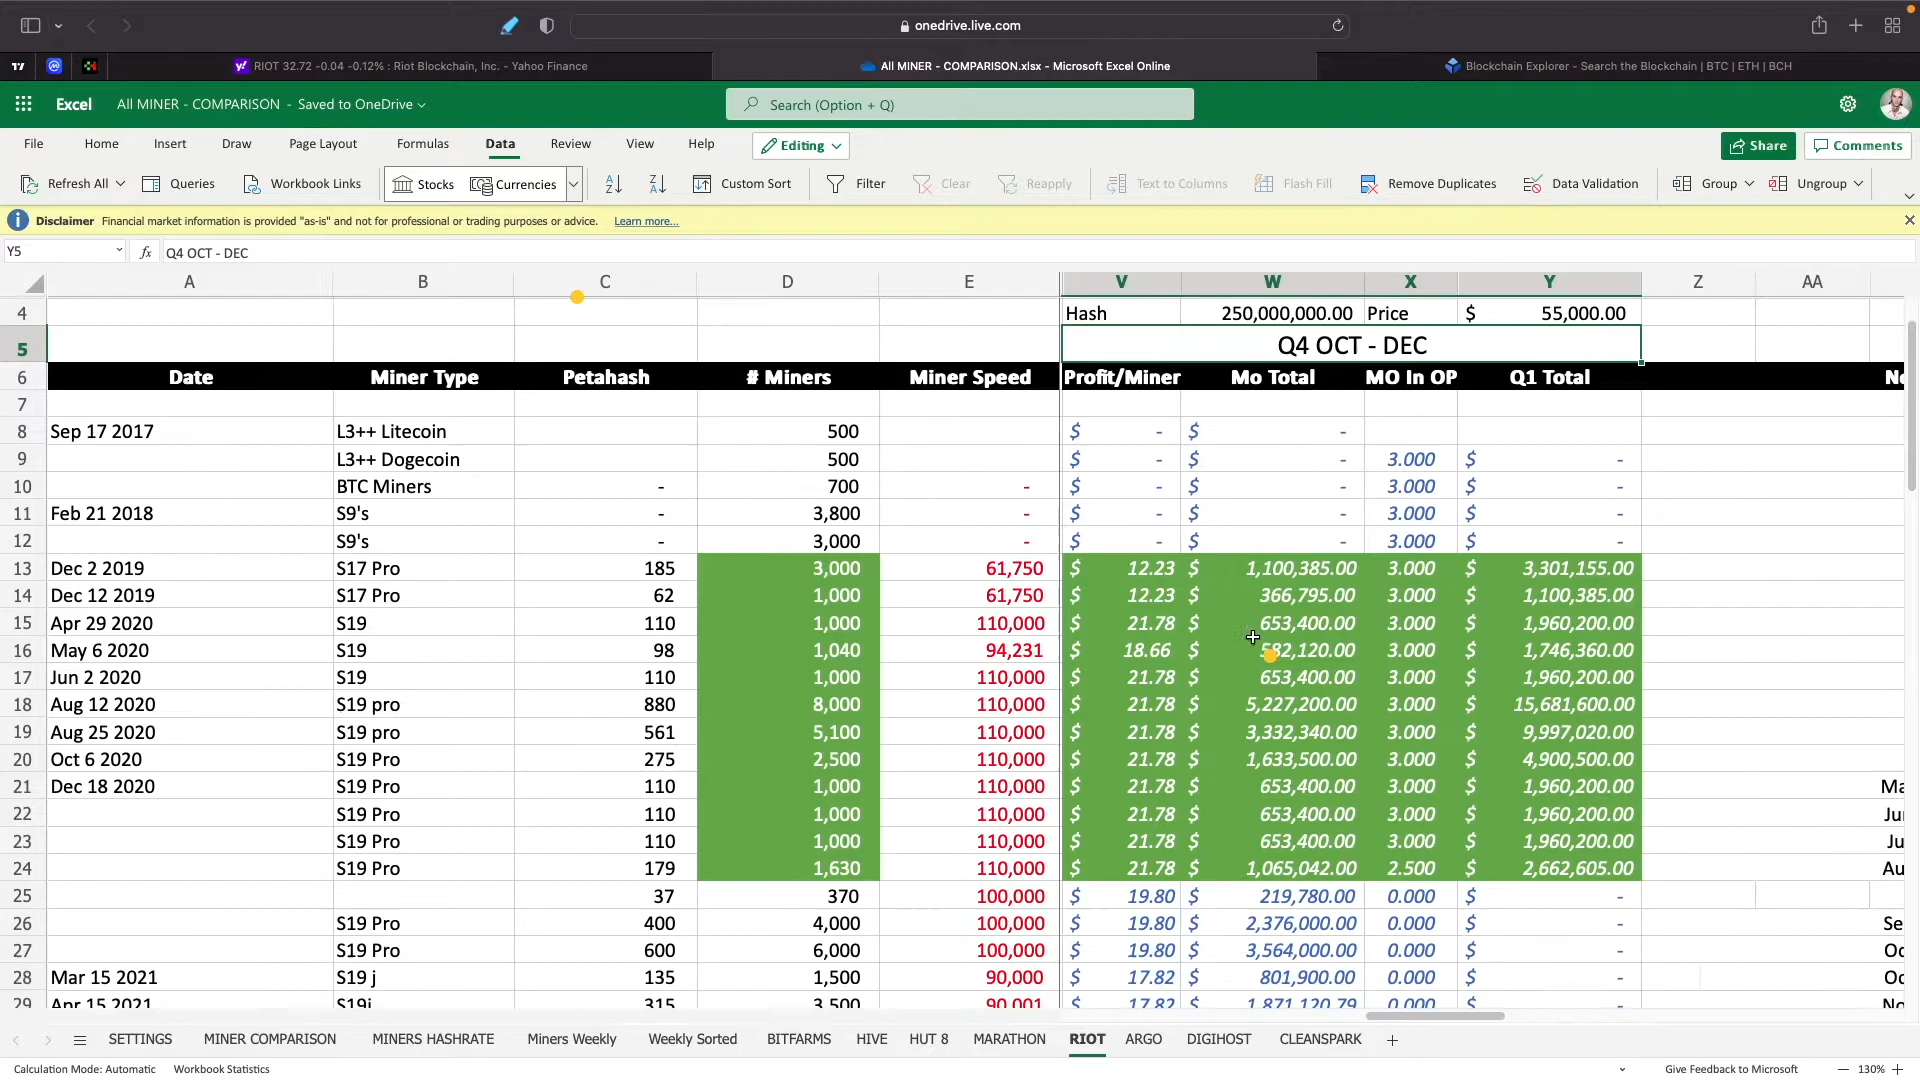 onedrive.live.com
RIOT 32.72 -0.04 -0.12% : Riot Blockchain, Inc. - Yahoo Finance
All MINER - COMPARISON.xlsx - Microsoft Excel Online
Blockchain Explorer - Search the Blockchain | BTC | ETH | BCH
Excel All MINER - COMPARISON - Saved to OneDrive Search (Option + Q)
File Home Insert Draw Page Layout Formulas Data Review View Help Editing Share Comments
Refresh All Queries Workbook Links Stocks Currencies Custom Sort Filter Clear Reapply Text to Columns Flash Fill Remove Duplicates Data Validation Group Ungroup
Disclaimer Financial market information is provided "as-is" and not for professional or trading purposes or advice. Learn more...
Y5 fx Q4 OCT - DEC
A B C D E V W X Y Z AA
4 Hash 250,000,000.00 Price $ 55,000.00
5 Q4 OCT - DEC
6 Date Miner Type Petahash # Miners Miner Speed Profit/Miner Mo Total MO In OP Q1 Total
7
8 Sep 17 2017 L3++ Litecoin 500 $ - $ -
9 L3++ Dogecoin 500 $ - $ - 3.000 $ -
10 BTC Miners - 700 - $ - $ - 3.000 $ -
11 Feb 21 2018 S9's - 3,800 - $ - $ - 3.000 $ -
12 S9's - 3,000 - $ - $ - 3.000 $ -
13 Dec 2 2019 S17 Pro 185 3,000 61,750 $ 12.23 $ 1,100,385.00 3.000 $ 3,301,155.00
14 Dec 12 2019 S17 Pro 62 1,000 61,750 $ 12.23 $ 366,795.00 3.000 $ 1,100,385.00
15 Apr 29 2020 S19 110 1,000 110,000 $ 21.78 $ 653,400.00 3.000 $ 1,960,200.00
16 May 6 2020 S19 98 1,040 94,231 $ 18.66 $ 582,120.00 3.000 $ 1,746,360.00
17 Jun 2 2020 S19 110 1,000 110,000 $ 21.78 $ 653,400.00 3.000 $ 1,960,200.00
18 Aug 12 2020 S19 pro 880 8,000 110,000 $ 21.78 $ 5,227,200.00 3.000 $ 15,681,600.00
19 Aug 25 2020 S19 pro 561 5,100 110,000 $ 21.78 $ 3,332,340.00 3.000 $ 9,997,020.00
20 Oct 6 2020 S19 Pro 275 2,500 110,000 $ 21.78 $ 1,633,500.00 3.000 $ 4,900,500.00
21 Dec 18 2020 S19 Pro 110 1,000 110,000 $ 21.78 $ 653,400.00 3.000 $ 1,960,200.00
22 S19 Pro 110 1,000 110,000 $ 21.78 $ 653,400.00 3.000 $ 1,960,200.00
23 S19 Pro 110 1,000 110,000 $ 21.78 $ 653,400.00 3.000 $ 1,960,200.00
24 S19 Pro 179 1,630 110,000 $ 21.78 $ 1,065,042.00 2.500 $ 2,662,605.00
25 37 370 100,000 $ 19.80 $ 219,780.00 0.000 $ -
26 S19 Pro 400 4,000 100,000 $ 19.80 $ 2,376,000.00 0.000 $ -
27 S19 Pro 600 6,000 100,000 $ 19.80 $ 3,564,000.00 0.000 $ -
28 Mar 15 2021 S19 j 135 1,500 90,000 $ 17.82 $ 801,900.00 0.000 $ -
29 Apr 15 2021 S19j 315 3,500 90,001 $ 17.82 $ 1,871,120.79 0.000 $ -
SETTINGS MINER COMPARISON MINERS HASHRATE Miners Weekly Weekly Sorted BITFARMS HIVE HUT 8 MARATHON RIOT ARGO DIGIHOST CLEANSPARK
Calculation Mode: Automatic Workbook Statistics Give Feedback to Microsoft 130%